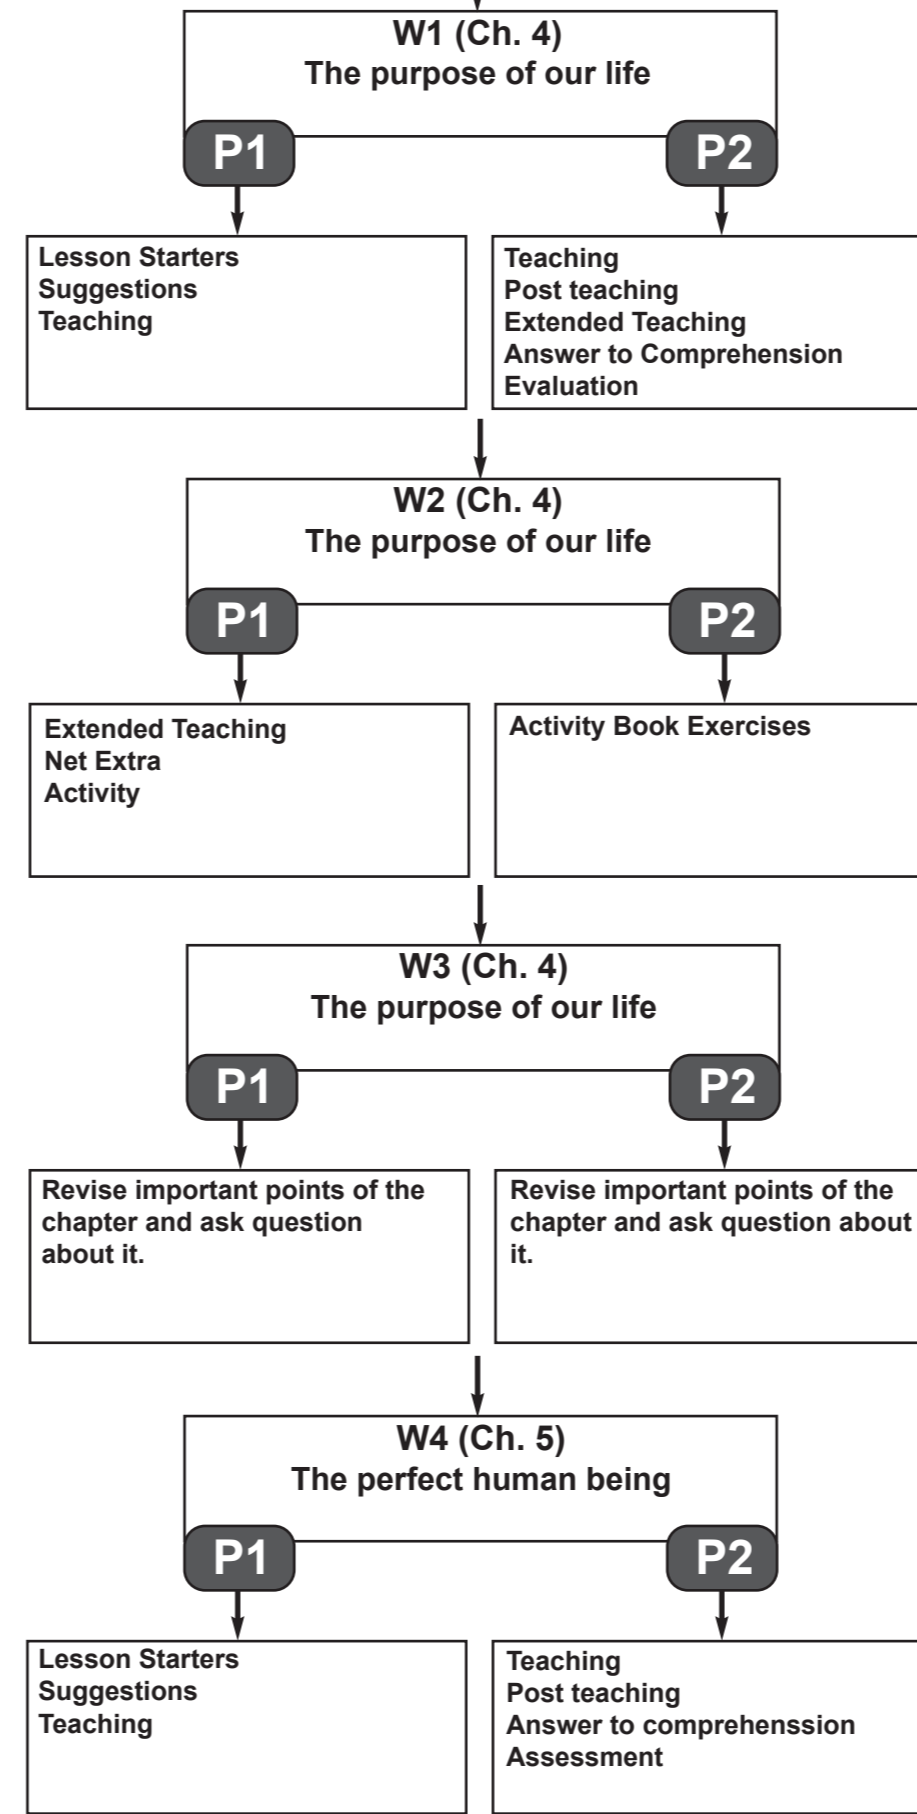 W1 (Ch. 4)
The purpose of our life
P1
P2
Lesson Starters
Suggestions
Teaching
Teaching
Post teaching
Extended Teaching
Answer to Comprehension
Evaluation
W2 (Ch. 4)
The purpose of our life
P1
P2
Extended Teaching
Net Extra
Activity
Activity Book Exercises
W3 (Ch. 4)
The purpose of our life
P1
P2
Revise important points of the
chapter and ask question
about it.
Revise important points of the
chapter and ask question about
it.
W4 (Ch. 5)
The perfect human being
P1
P2
Lesson Starters
Suggestions
Teaching
Teaching
Post teaching
Answer to comprehenssion
Assessment